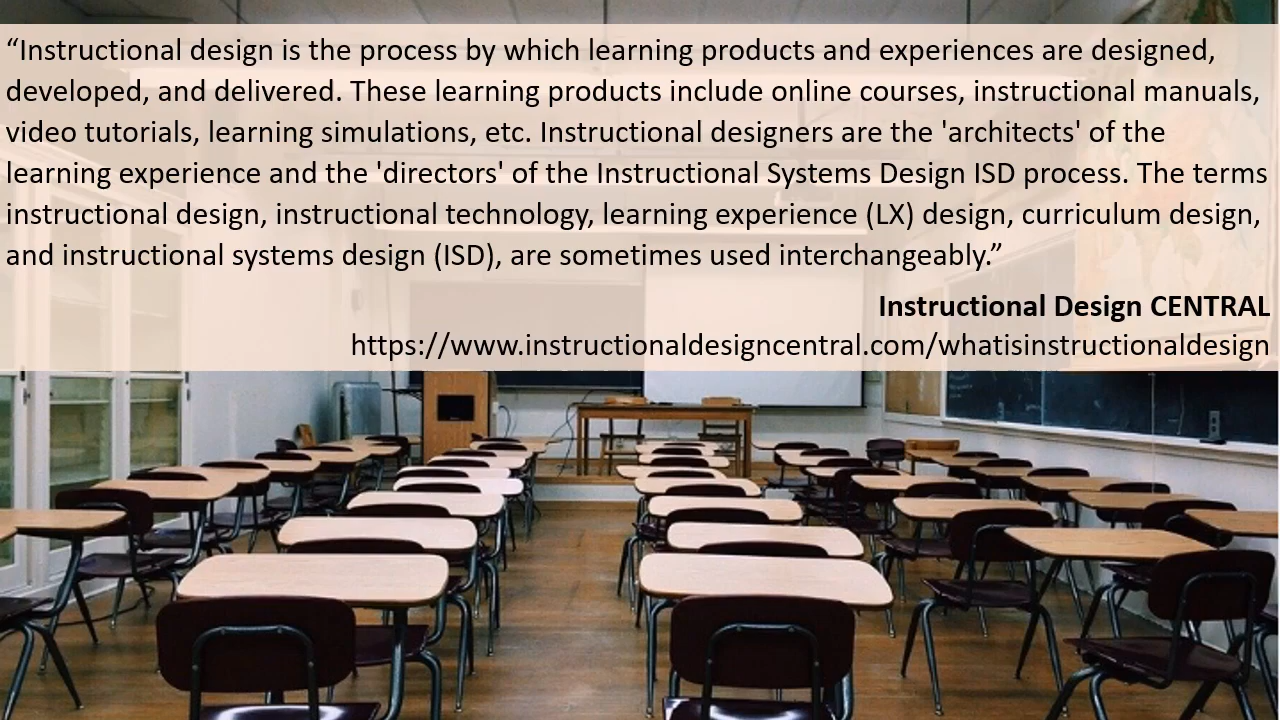 “Instructional design is the process by which learning products and experiences are designed,
developed, and delivered. These learning products include online courses, instructional manuals,
video tutorials, learning simulations, etc. Instructional designers are the 'architects' of the
learning experience and the 'directors' of the Instructional Systems Design ISD process. The terms
instructional design, instructional technology, learning experience (LX) design, curriculum design,
and instructional systems design (ISD), are sometimes used interchangeably.”
Instructional Design CENTRAL
https://www.instructionaldesigncentral.com/whatisinstructionaldesign